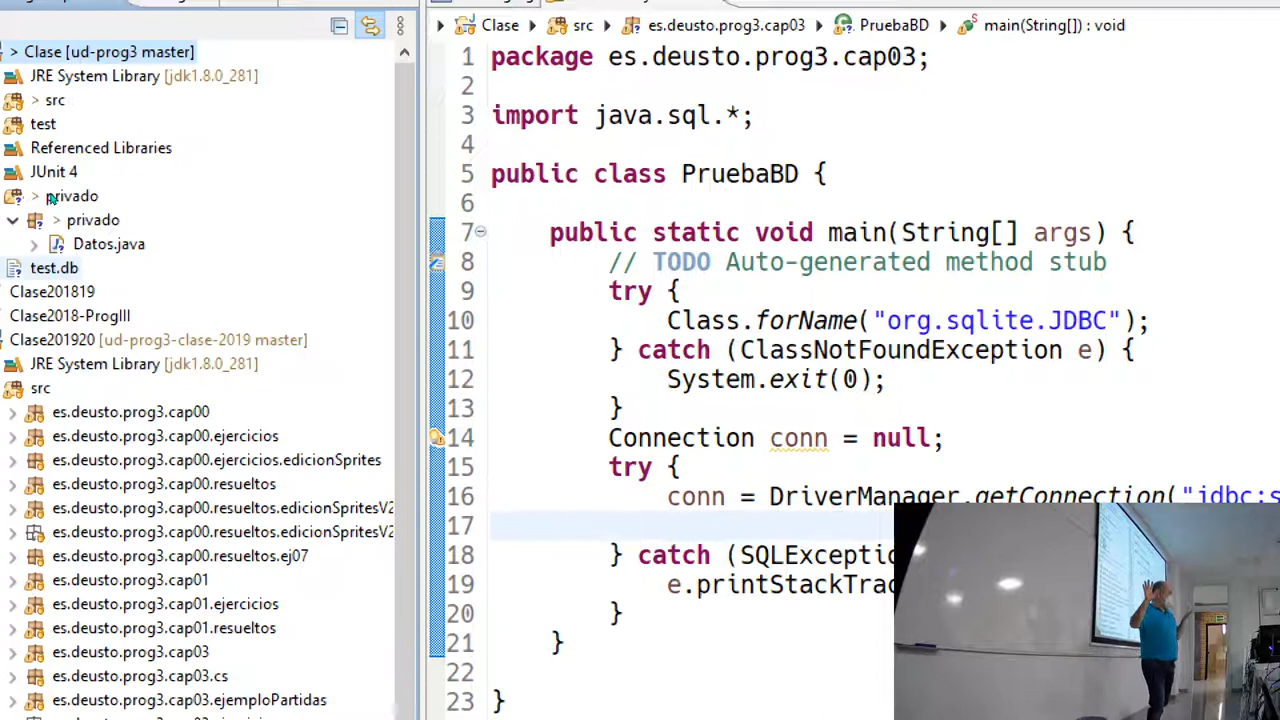 > Clase [ud-prog3 master]
JRE System Library [jdk1.8.0_281]
> src
test
Referenced Libraries
JUnit 4
> privado
> privado
Datos.java
test.db
Clase201819
Clase2018-ProgIII
Clase201920 [ud-prog3-clase-2019 master]
JRE System Library [jdk1.8.0_281]
src
es.deusto.prog3.cap00
es.deusto.prog3.cap00.ejercicios
es.deusto.prog3.cap00.ejercicios.edicionSprites
es.deusto.prog3.cap00.resueltos
es.deusto.prog3.cap00.resueltos.edicionSpritesV2
es.deusto.prog3.cap00.resueltos.edicionSpritesV2
es.deusto.prog3.cap00.resueltos.ej07
es.deusto.prog3.cap01
es.deusto.prog3.cap01.ejercicios
es.deusto.prog3.cap01.resueltos
es.deusto.prog3.cap03
es.deusto.prog3.cap03.cs
es.deusto.prog3.cap03.ejemploPartidas
Clase src es.deusto.prog3.cap03 PruebaBD main(String[]) : void
1 package es.deusto.prog3.cap03;
2
3 import java.sql.*;
4
5 public class PruebaBD {
6
7 public static void main(String[] args) {
8 // TODO Auto-generated method stub
9 try {
10 Class.forName("org.sqlite.JDBC");
11 } catch (ClassNotFoundException e) {
12 System.exit(0);
13 }
14 Connection conn = null;
15 try {
16 conn = DriverManager.getConnection("jdbc:s
17
18 } catch (SQLExceptio
19 e.printStackTrac
20 }
21 }
22
23 }